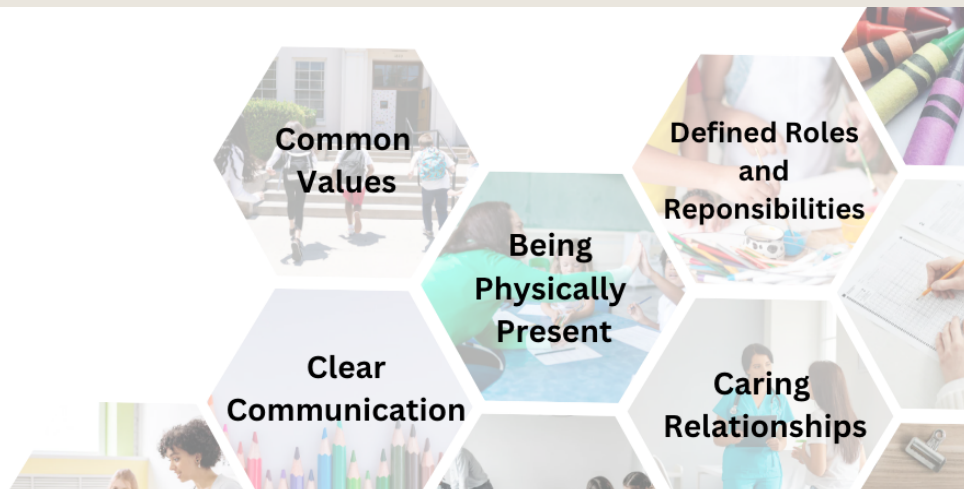 Common
Values
Defined Roles
and
Reponsibilities
Being
Physically
Present
Clear
Communication
Caring
Relationships